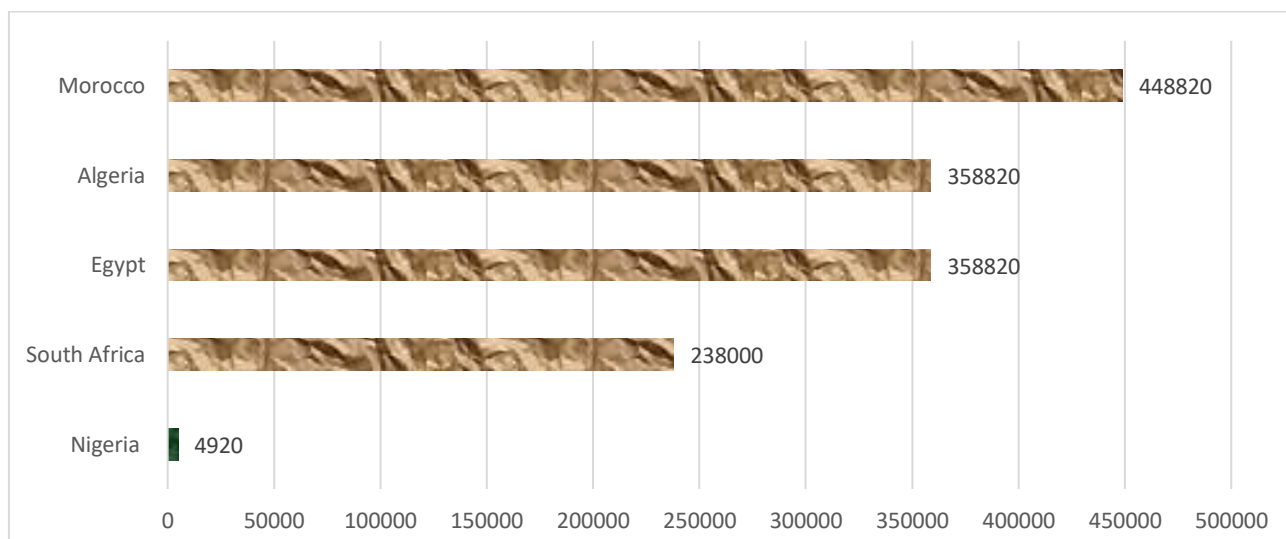 Morocco 448820
Algeria 358820
Egypt 358820
South Africa 238000
Nigeria 4920
0 50000 100000 150000 200000 250000 300000 350000 400000 450000 500000